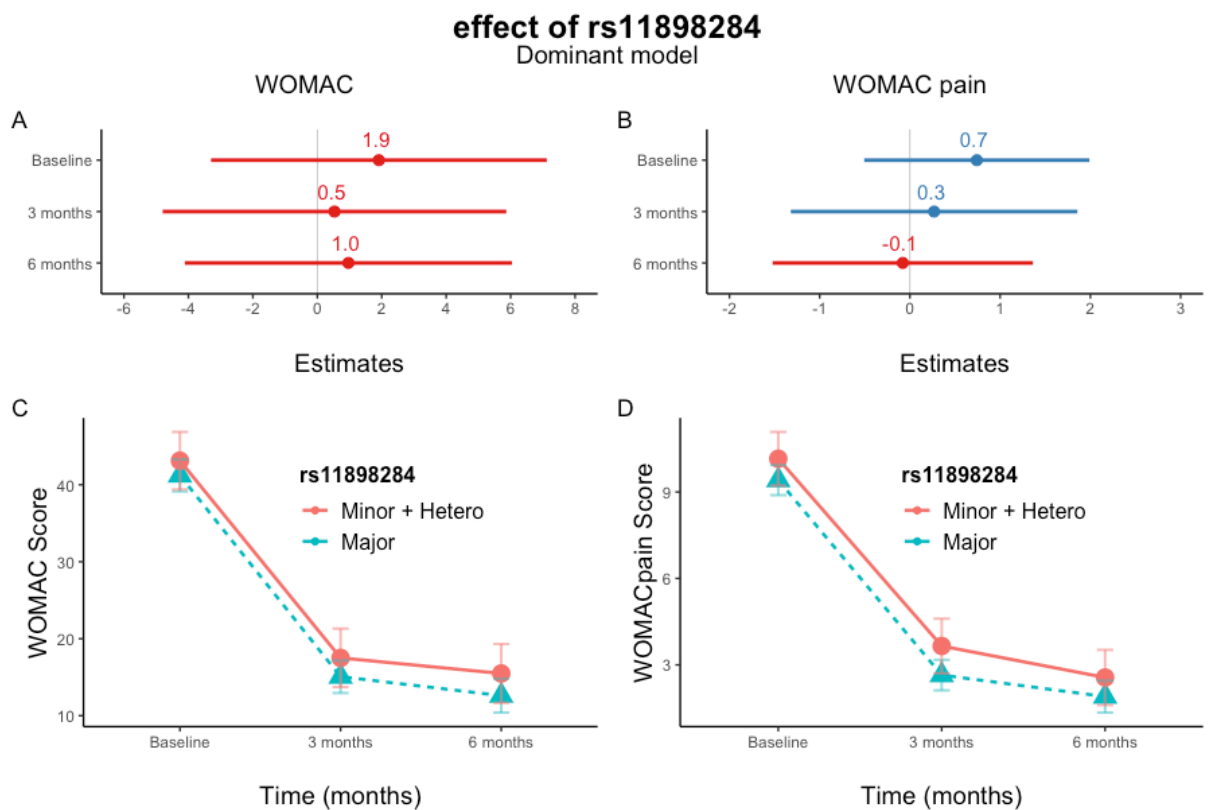 effect of rs11898284
Dominant model
WOMAC
WOMAC pain
A
B
Baseline
3 months
6 months
1.9
0.5
1.0
-6 -4 -2 0 2 4 6 8
Estimates
Baseline
3 months
6 months
0.7
0.3
-0.1
-2 -1 0 1 2 3
Estimates
C
WOMAC Score
40
30
20
10
rs11898284
Minor + Hetero
Major
Baseline 3 months 6 months
Time (months)
D
WOMACpain Score
9
6
3
rs11898284
Minor + Hetero
Major
Baseline 3 months 6 months
Time (months)